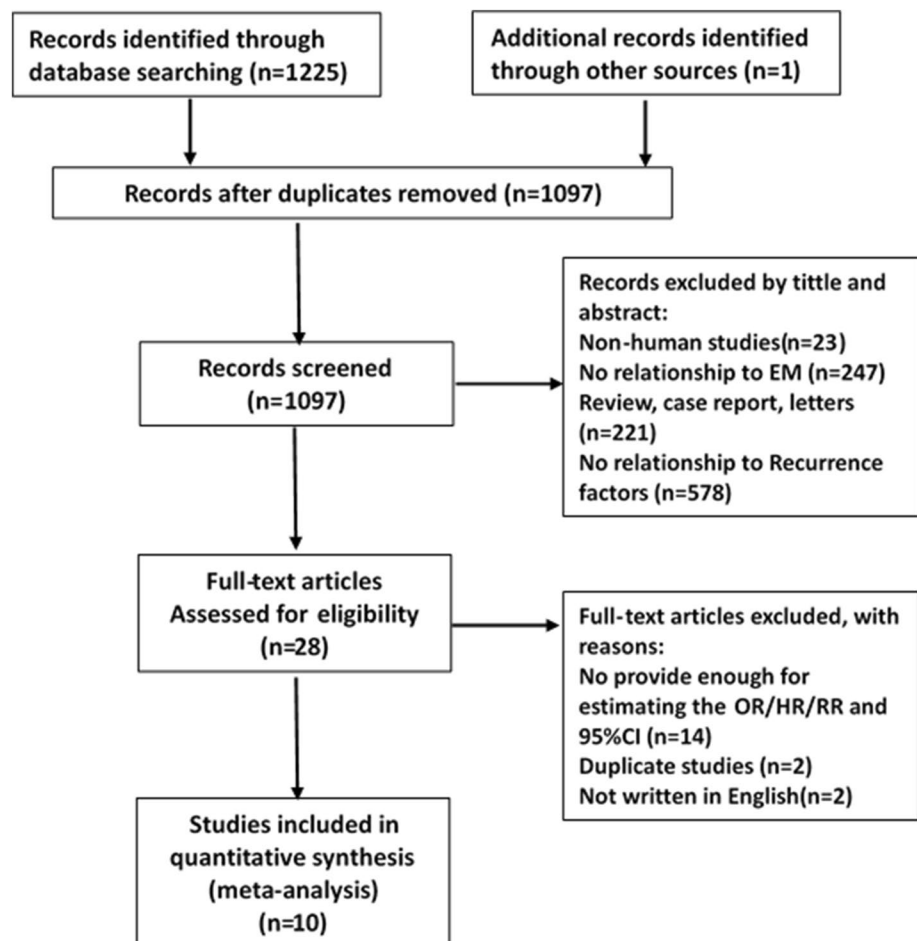 Records identified through
database searching (n=1225)
Additional records identified
through other sources (n=1)
Records after duplicates removed (n=1097)
Records screened
(n=1097)
Records excluded by tittle and
abstract:
Non-human studies(n=23)
No relationship to EM (n=247)
Review, case report, letters
(n=221)
No relationship to Recurrence
factors (n=578)
Full-text articles
Assessed for eligibility
(n=28)
Full-text articles excluded, with
reasons:
No provide enough for
estimating the OR/HR/RR and
95%CI (n=14)
Duplicate studies (n=2)
Not written in English(n=2)
Studies included in
quantitative synthesis
(meta-analysis)
(n=10)